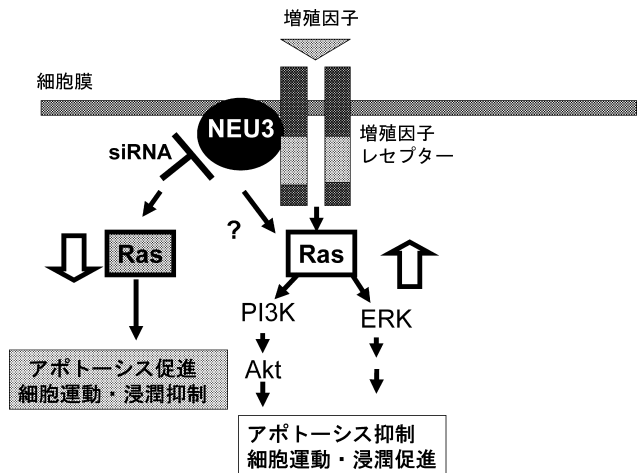 増殖因子
細胞膜
NEU3
増殖因子
レセプター
siRNA
?
Ras
Ras
PI3K
ERK
Akt
アポトーシス促進
細胞運動・浸潤抑制
アポトーシス抑制
細胞運動・浸潤促進